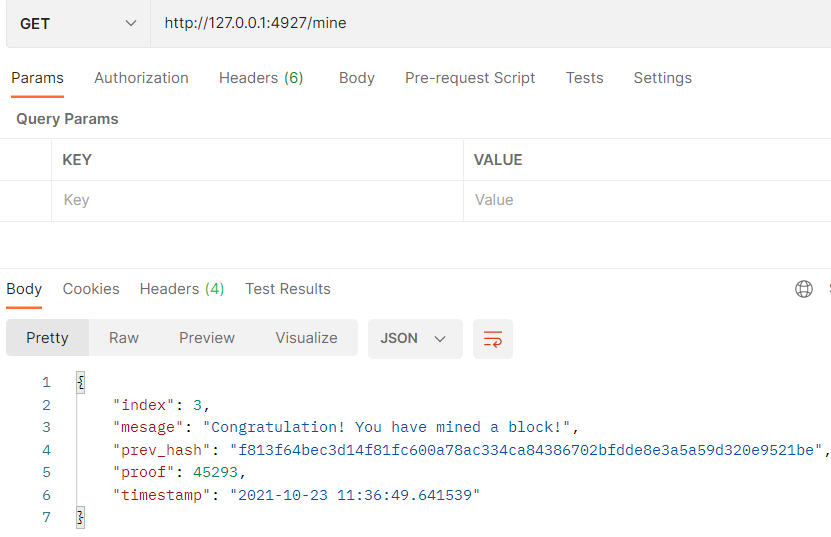 GET http://127.0.0.1:4927/mine
Params Authorization Headers (6) Body Pre-request Script Tests Settings
Query Params
KEY VALUE
Key Value
Body Cookies Headers (4) Test Results
Pretty Raw Preview Visualize JSON
1 {
2 "index": 3,
3 "mesage": "Congratulation! You have mined a block!",
4 "prev_hash": "f813f64bec3d14f81fc600a78ac334ca84386702bfdde8e3a5a59d320e9521be",
5 "proof": 45293,
6 "timestamp": "2021-10-23 11:36:49.641539"
7 }